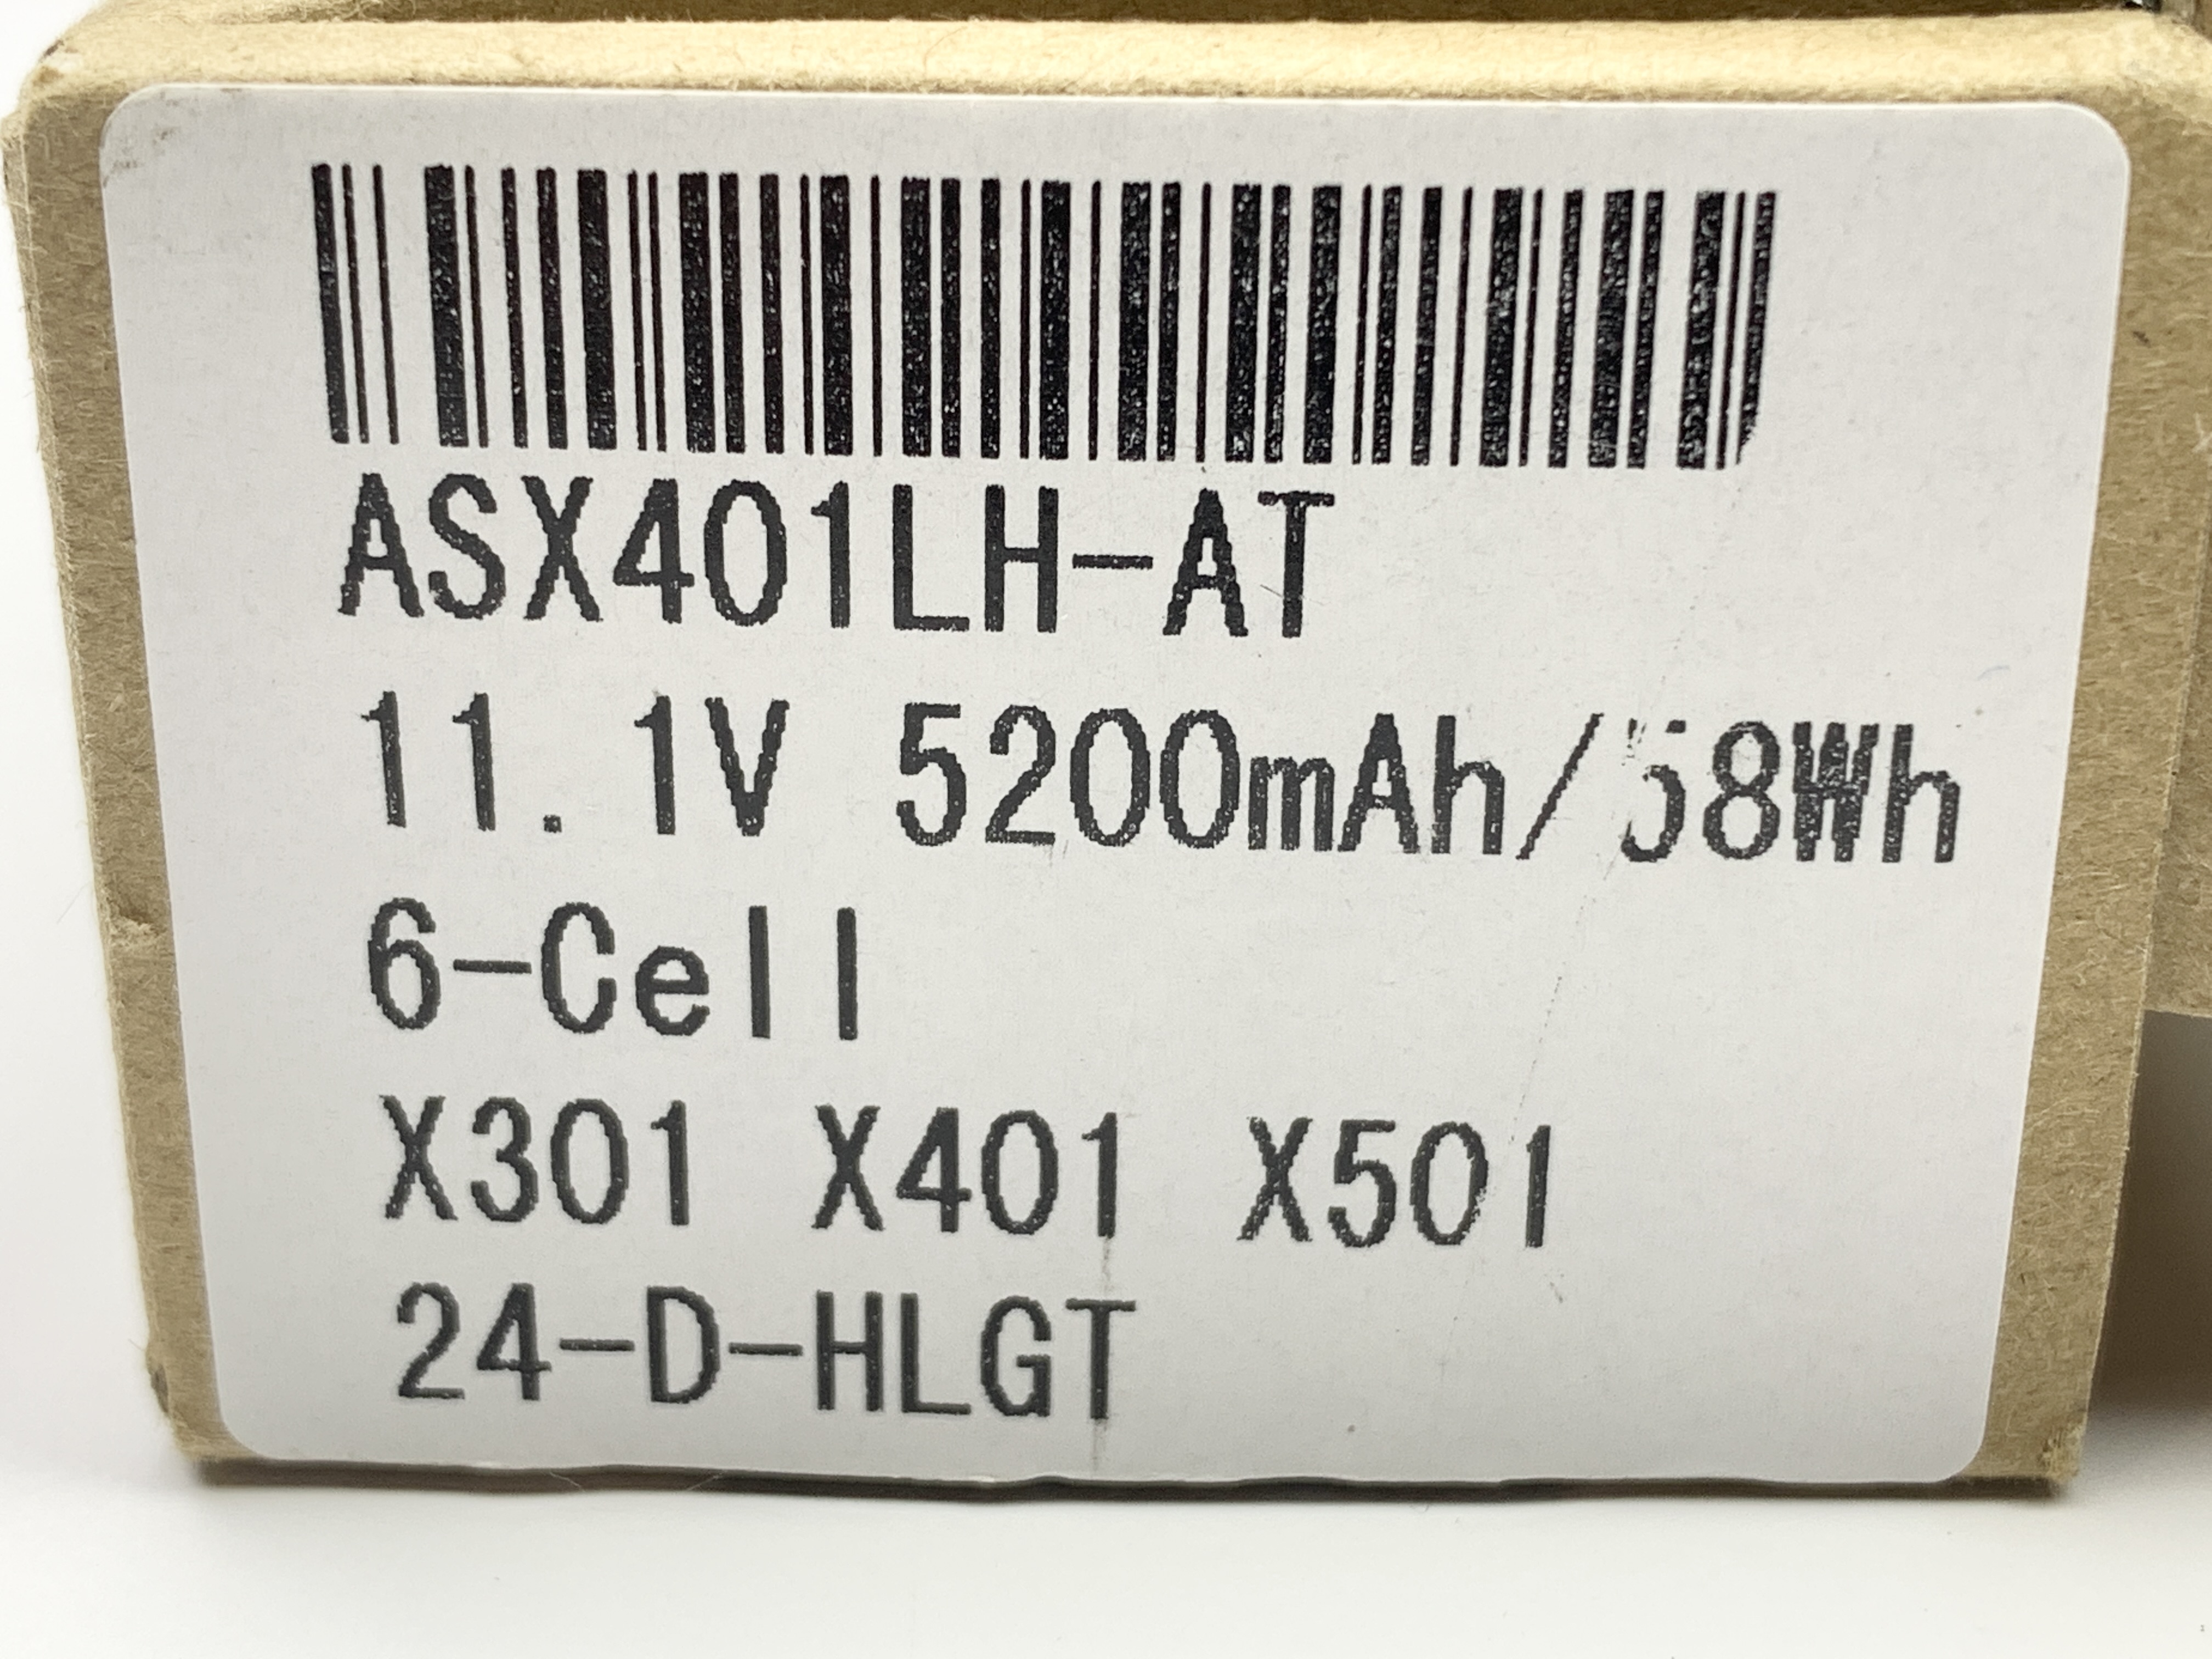 ASX401LH-AT
11.1V 5200mAh/58Wh
6-Cell
X301 X401 X501
24-D-HLGT